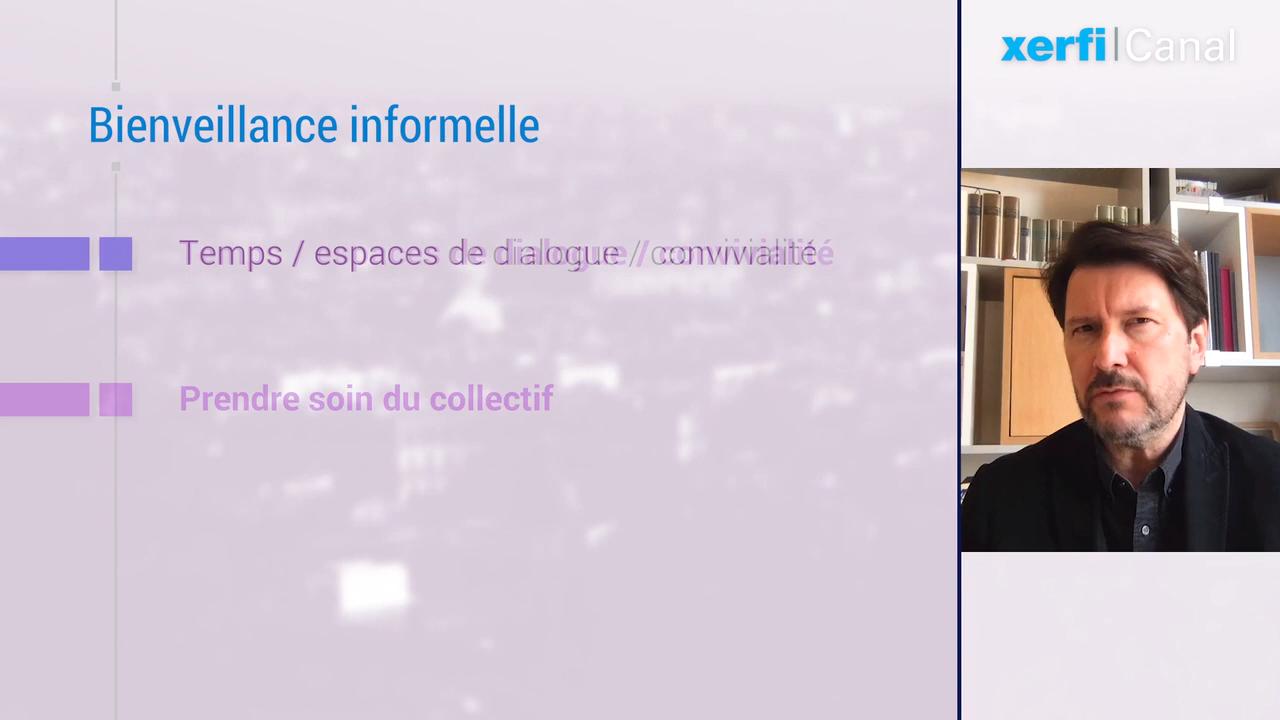 xerfi Canal
Bienveillance informelle
Temps / espaces de dialogue / convivialité
Prendre soin du collectif